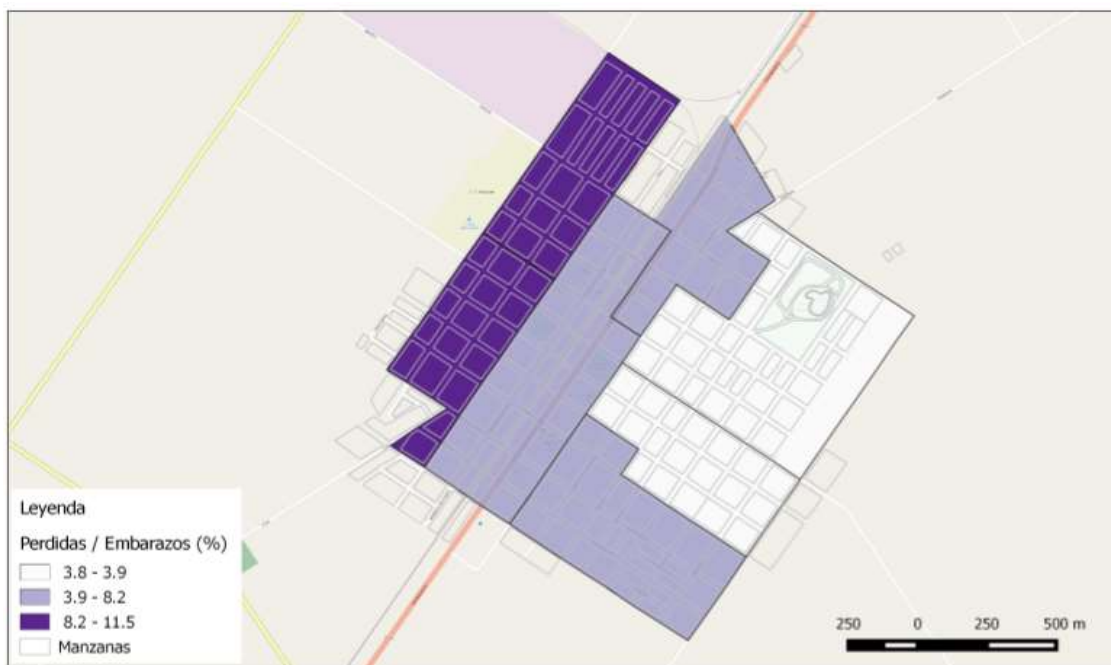 Leyenda
Perdidas / Embarazos (%)
3.8 - 3.9
3.9 - 8.2
8.2 - 11.5
Manzanas
250 0 250 500 m